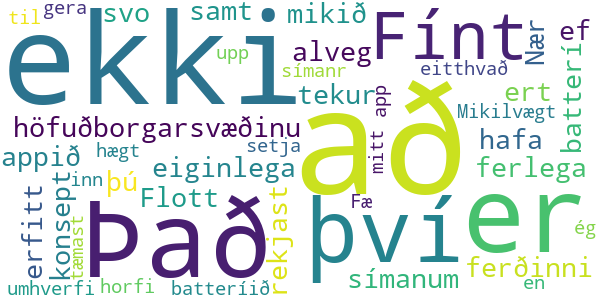 til
gera
svo
samt
mikið
ekki
upp
alveg
Fínt
Nær
ef
símanr
eitthvað
batterí
tekur
app
ert
Mikilvægt
höfuðborgarsvæðinu
að
mitt
hafa
appið
hægt
setja
eiginlega
ferlega
inn
þú
Flott
Fæ
erfitt
konsept
tæmast
Það
rekjast
því
er
ég
símanum
ferðinni
umhverfi
horfi
batteríið
en